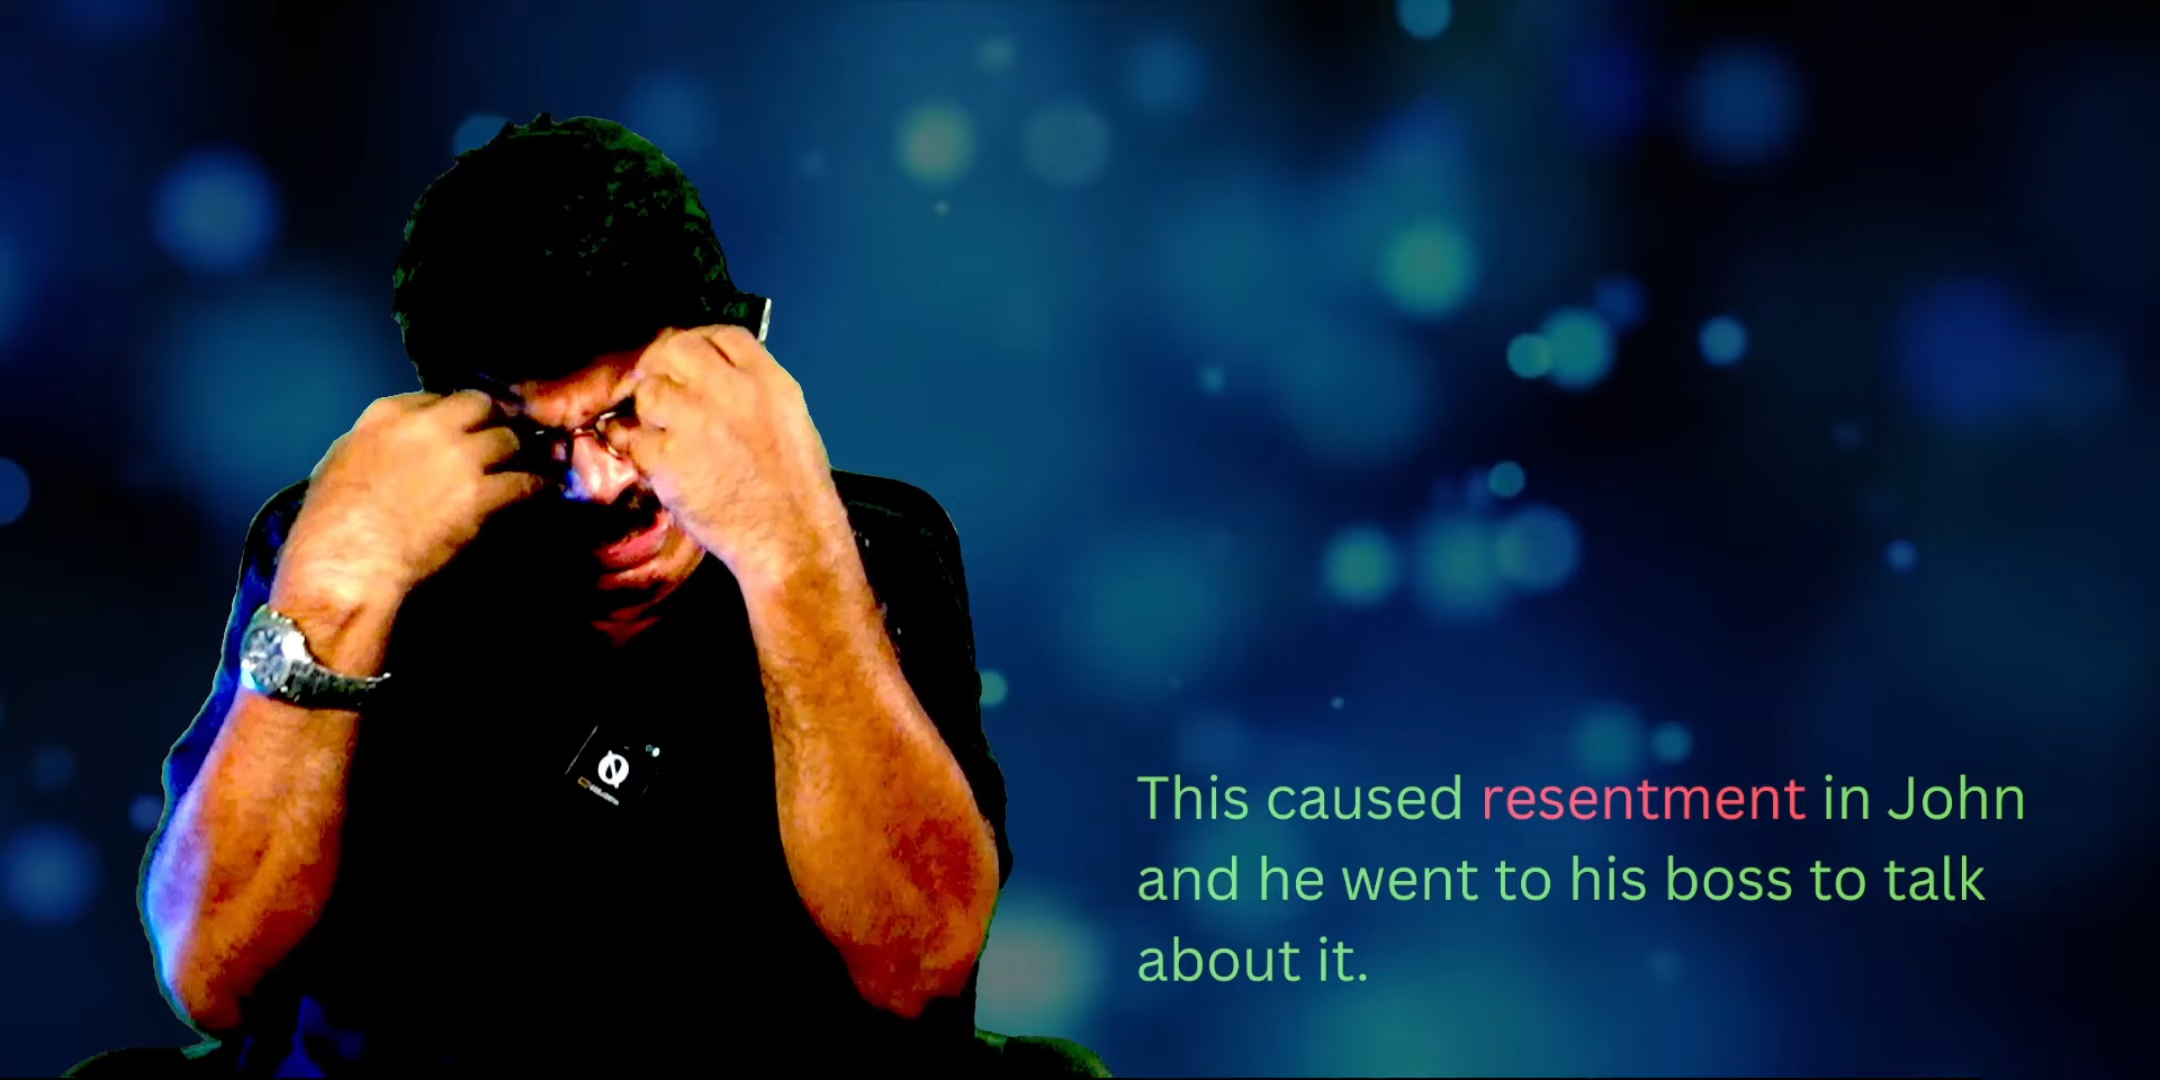 This caused resentment in John
and he went to his boss to talk
about it.